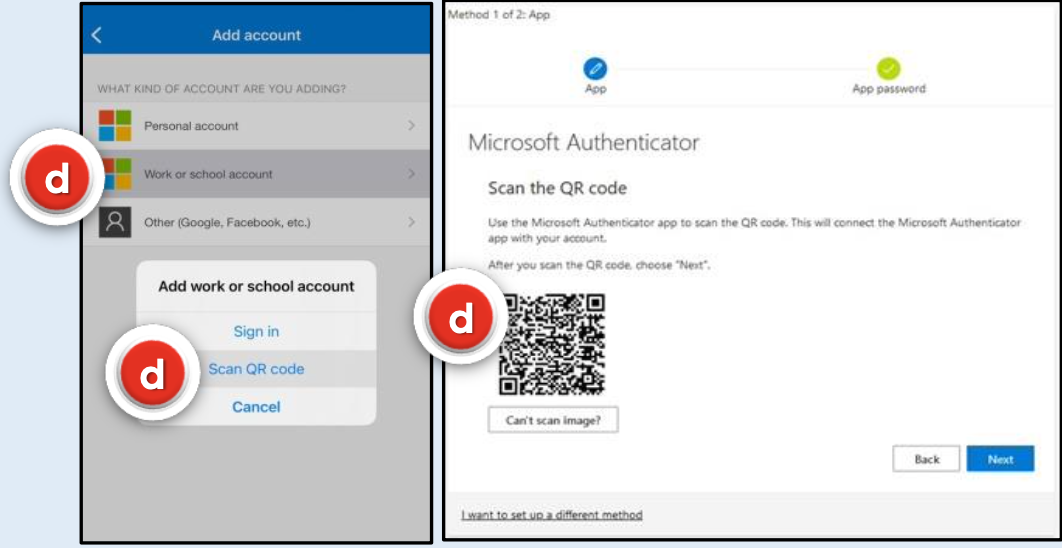 Add account
WHAT KIND OF ACCOUNT ARE YOU ADDING?
Personal account
d
Work or school account
Other (Google, Facebook, etc.)
Add work or school account
Sign in
d
Scan QR code
Cancel
Method 1 of 2: App
App
App password
Microsoft Authenticator
Scan the QR code
Use the Microsoft Authenticator app to scan the QR code. This will connect the Microsoft Authenticator
app with your account.
After you scan the QR code, choose "Next".
d
Can't scan image?
Back
Next
I want to set up a different method